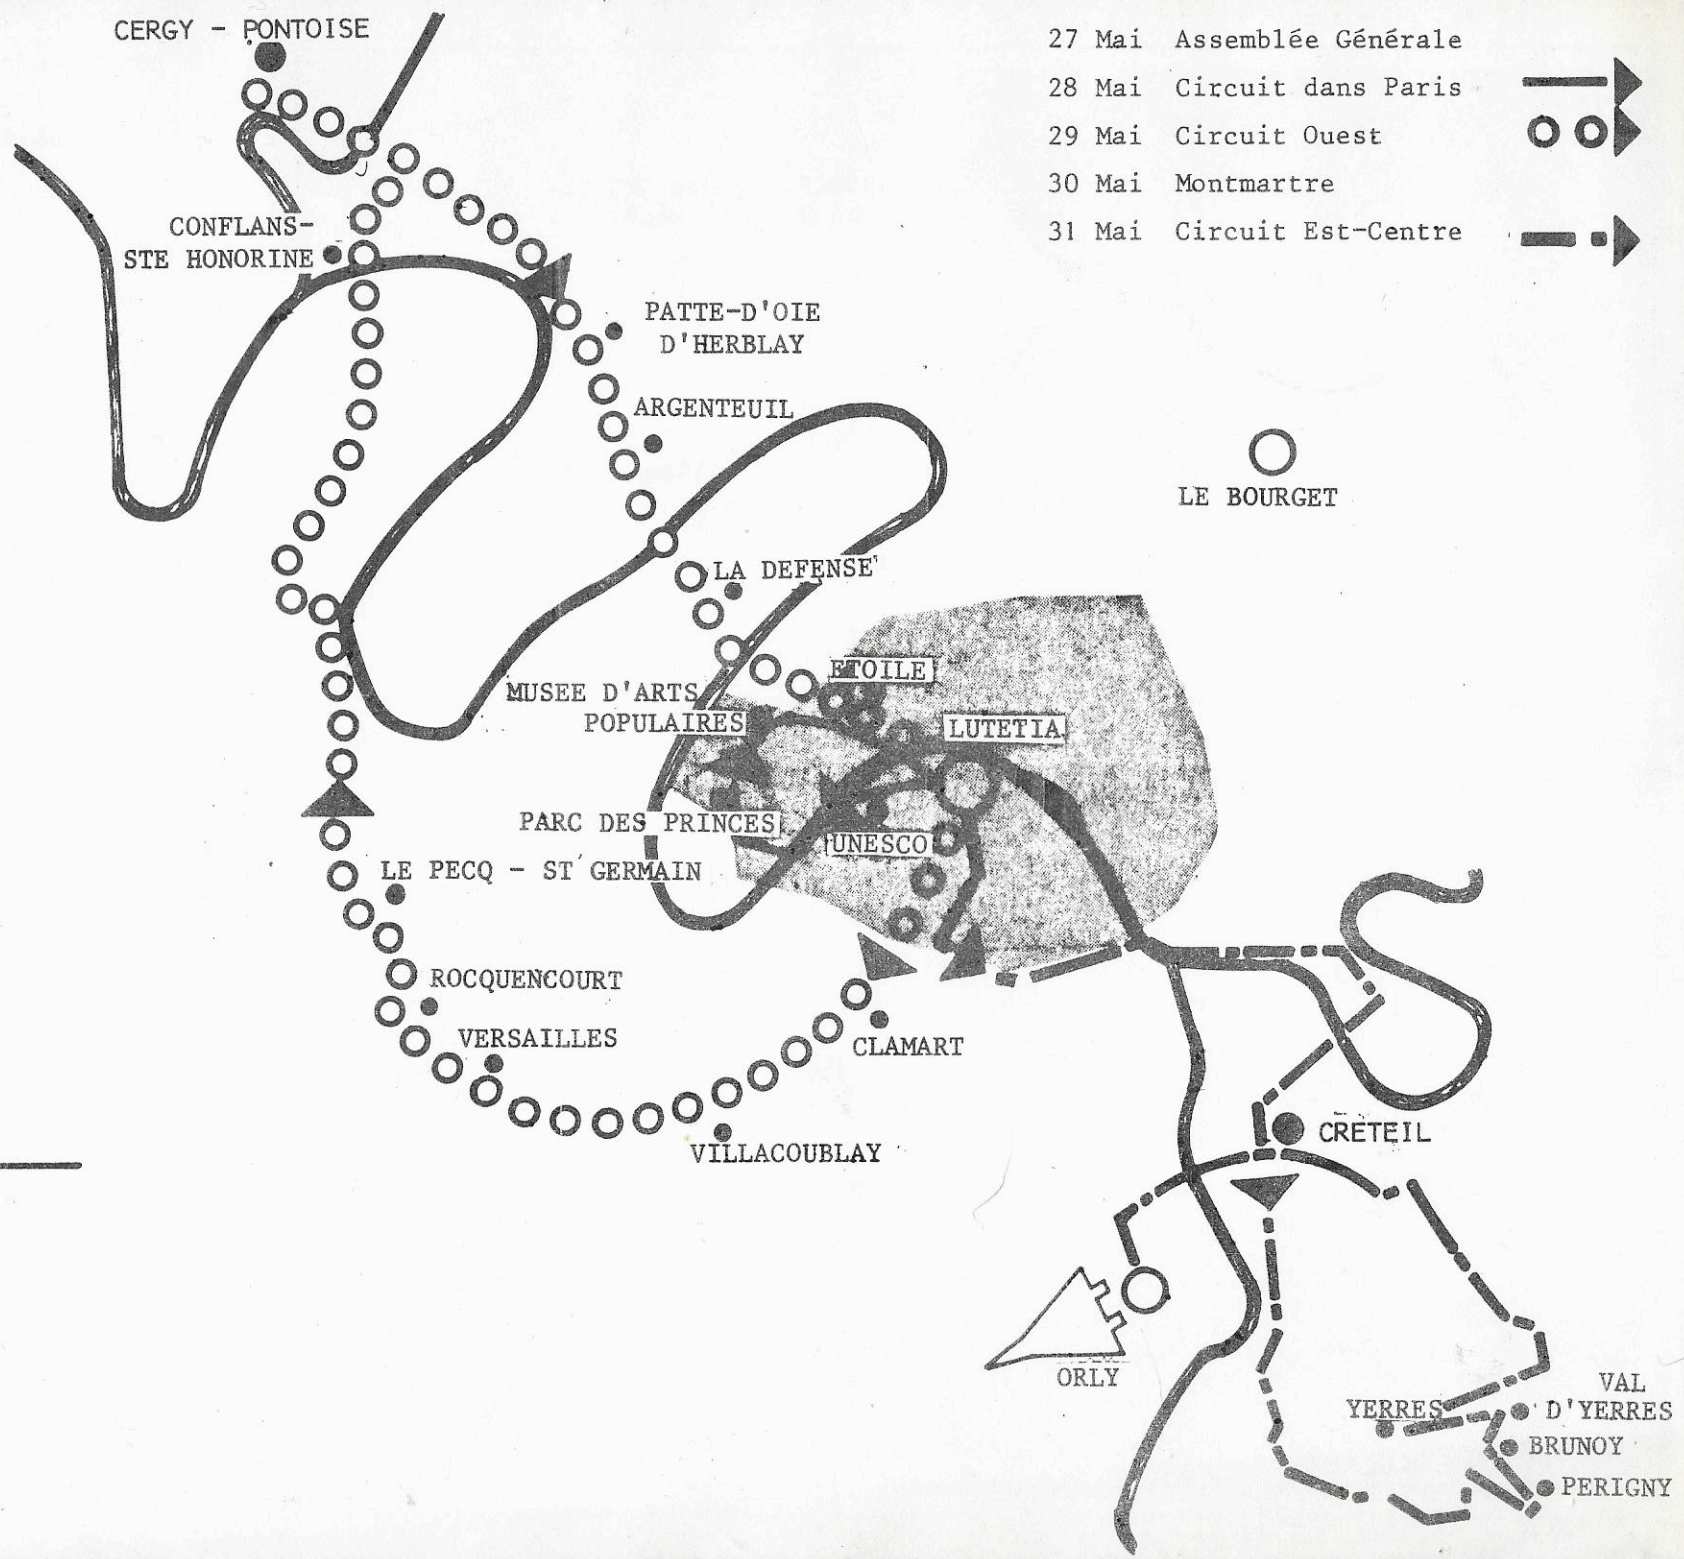 CERGY - PONTOISE
27 Mai Assemblée Générale
28 Mai Circuit dans Paris
29 Mai Circuit Ouest
30 Mai Montmartre
31 Mai Circuit Est-Centre
CONFLANS-
STE HONORINE
PATTE-D'OIE
D'HERBLAY
ARGENTEUIL
LE BOURGET
LA DEFENSE
ETOILE
MUSEE D'ARTS
POPULAIRES
LUTETIA
PARC DES PRINCES
UNESCO
LE PECQ - ST GERMAIN
ROCQUENCOURT
VERSAILLES
CLAMART
VILLACOUBLAY
CRETEIL
ORLY
VAL
D'YERRES
YERRES
BRUNOY
PERIGNY